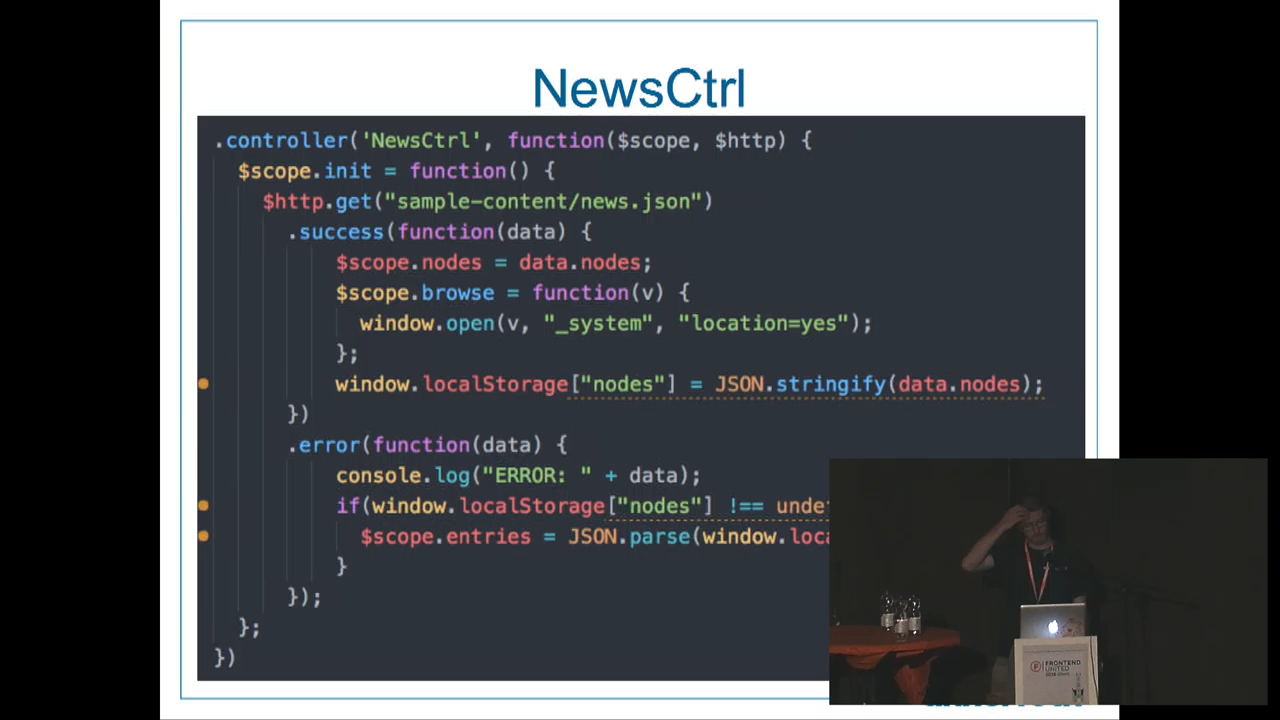 NewsCtrl
.controller('NewsCtrl', function($scope, $http) {
$scope.init = function() {
$http.get("sample-content/news.json")
.success(function(data) {
$scope.nodes = data.nodes;
$scope.browse = function(v) {
window.open(v, "_system", "location=yes");
};
window.localStorage["nodes"] = JSON.stringify(data.nodes);
})
.error(function(data) {
console.log("ERROR: " + data);
if(window.localStorage["nodes"] !== unde
$scope.entries = JSON.parse(window.loca
}
});
};
})
FRONTEND
UNITED